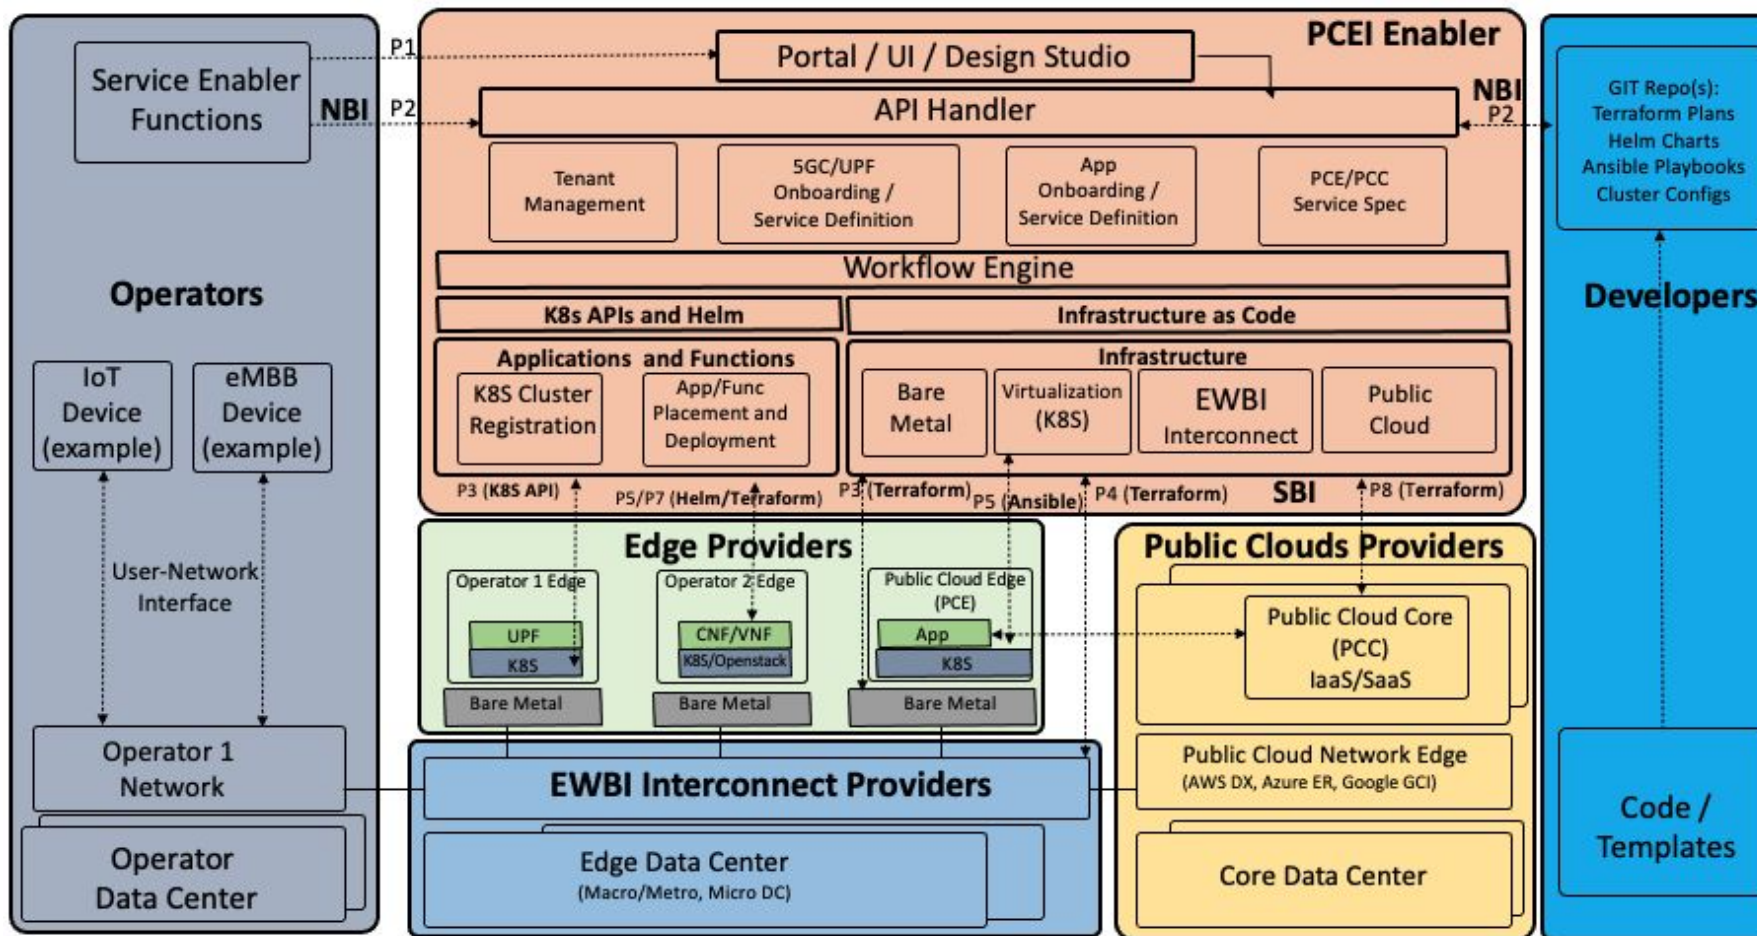 Service Enabler
Functions
Operators
IoT
Device
(example)
eMBB
Device
(example)
User-Network
Interface
Operator 1
Network
Operator
Data Center
P1
NBI P2
PCEI Enabler
Portal / UI / Design Studio
API Handler
NBI
P2
Tenant
Management
5GC/UPF
Onboarding /
Service Definition
App
Onboarding /
Service Definition
PCE/PCC
Service Spec
Workflow Engine
K8s APIs and Helm
Infrastructure as Code
Applications and Functions
K8S Cluster
Registration
App/Func
Placement and
Deployment
Infrastructure
Bare
Metal
Virtualization
(K8S)
EWBI
Interconnect
Public
Cloud
P3 (K8S API)
P5/P7 (Helm/Terraform)
P3 (Terraform)
P5 (Ansible)
P4 (Terraform)
SBI
P8 (Terraform)
Edge Providers
Operator 1 Edge
UPF
K8S
Bare Metal
Operator 2 Edge
CNF/VNF
K8S/Openstack
Bare Metal
Public Cloud Edge
(PCE)
App
K8S
Bare Metal
EWBI Interconnect Providers
Edge Data Center
(Macro/Metro, Micro DC)
Public Clouds Providers
Public Cloud Core
(PCC)
IaaS/SaaS
Public Cloud Network Edge
(AWS DX, Azure ER, Google GCI)
Core Data Center
GIT Repo(s):
Terraform Plans
Helm Charts
Ansible Playbooks
Cluster Configs
Developers
Code /
Templates